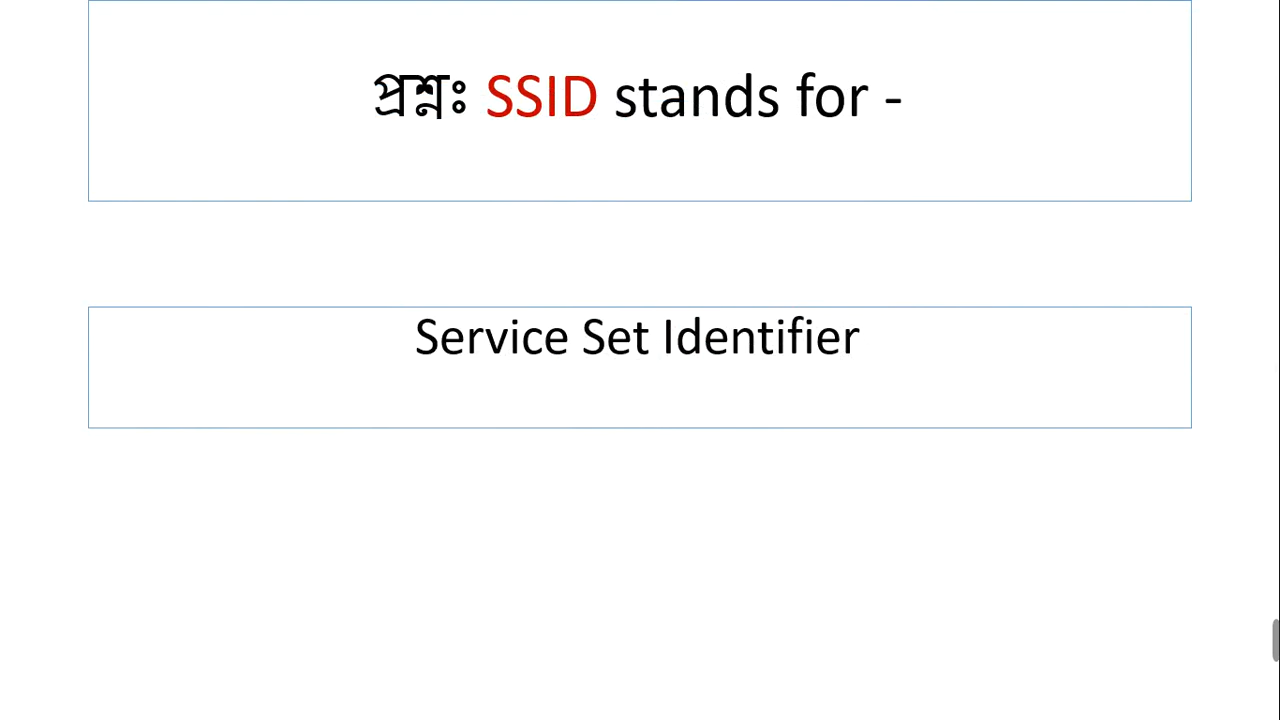 প্রশ্নঃ SSID stands for -
Service Set Identifier